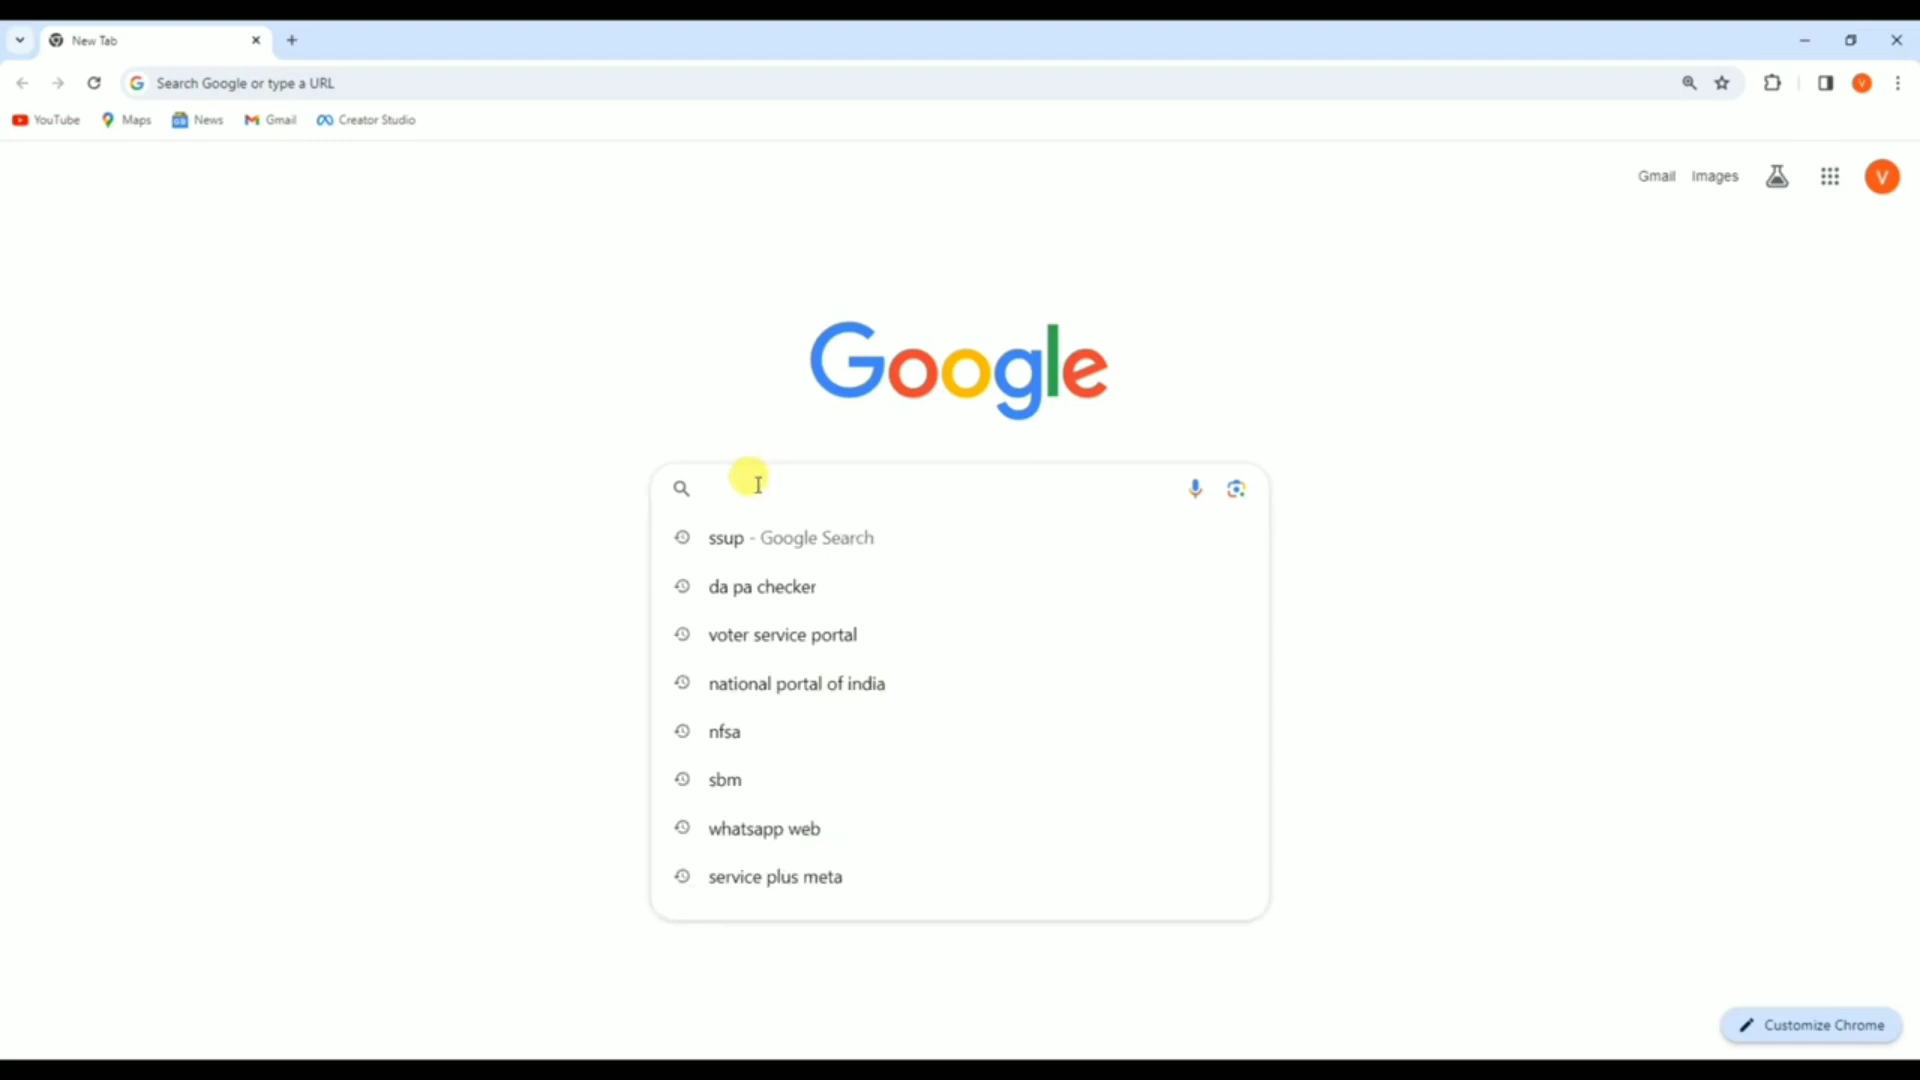 New Tab
Search Google or type a URL
V
YouTube
Maps
News
Gmail
Creator Studio
Gmail
Images
V
Google
ssup - Google Search
da pa checker
voter service portal
national portal of india
nfsa
sbm
whatsapp web
service plus meta
Customize Chrome